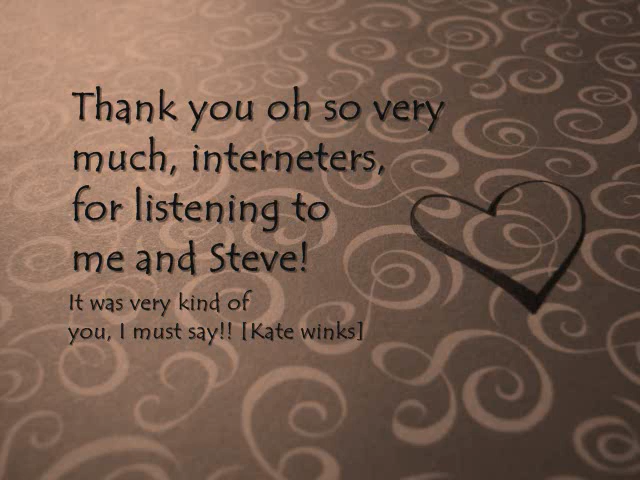 Thank you oh so very
much, interneters,
for listening to
me and Steve!
It was very kind of
you, I must say!! [Kate winks]